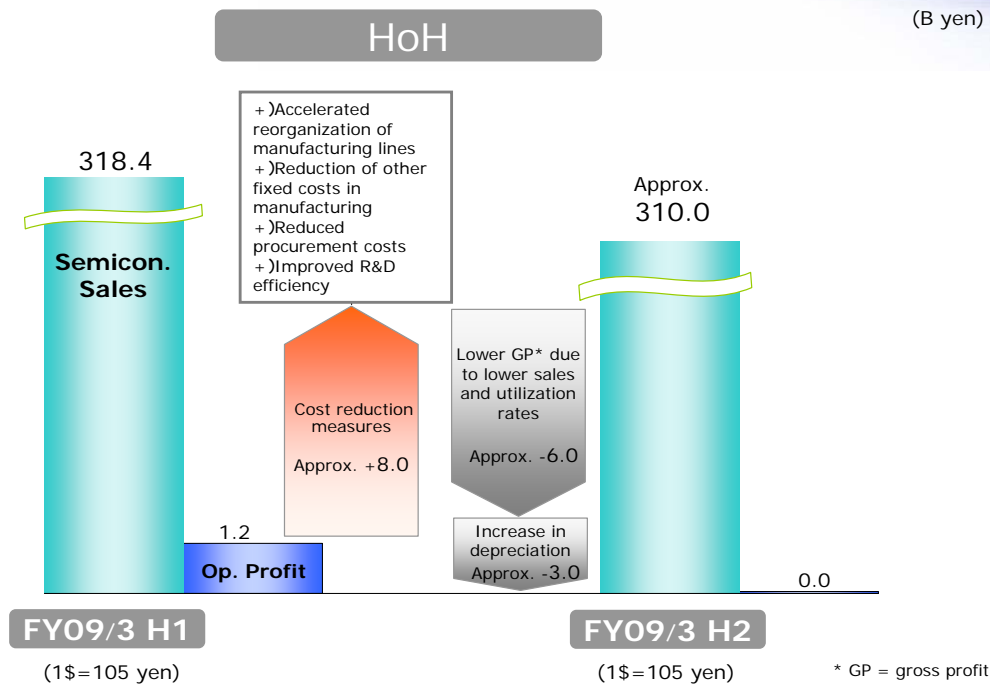 HoH
(B yen)
+)Accelerated
reorganization of
manufacturing lines
+)Reduction of other
fixed costs in
manufacturing
+)Reduced
procurement costs
+)Improved R&D
efficiency
318.4
Semicon.
Sales
1.2
Op. Profit
Cost reduction
measures
Approx. +8.0
Lower GP* due
to lower sales
and utilization
rates
Approx. -6.0
Increase in
depreciation
Approx. -3.0
Approx.
310.0
0.0
FY09/3 H1
(1$=105 yen)
FY09/3 H2
(1$=105 yen)
* GP = gross profit